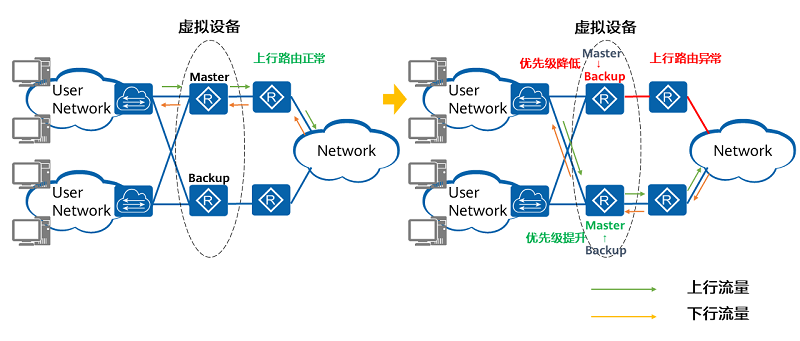 虚拟设备
上行路由正常
Master
User
Network
R
R
Network
User
Network
Backup
R
R
虚拟设备
Master
↓
Backup
优先级降低
上行路由异常
User
Network
R
R
Network
User
Network
R
R
Master
↑
Backup
优先级提升
上行流量
下行流量